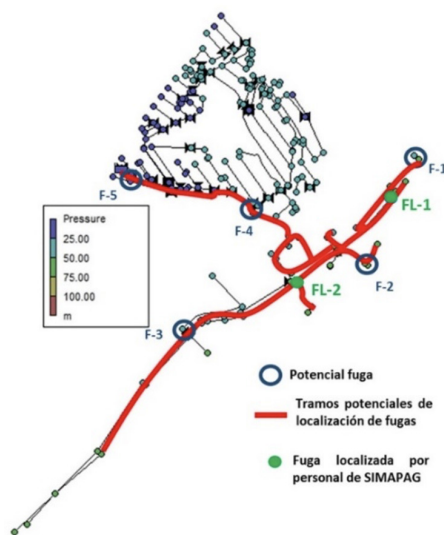 F-1
FL-1
F-5
F-4
Pressure
25.00
50.00
75.00
100.00
m
F-2
FL-2
F-3
Potencial fuga
Tramos potenciales de
localización de fugas
Fuga localizada por
personal de SIMAPAG